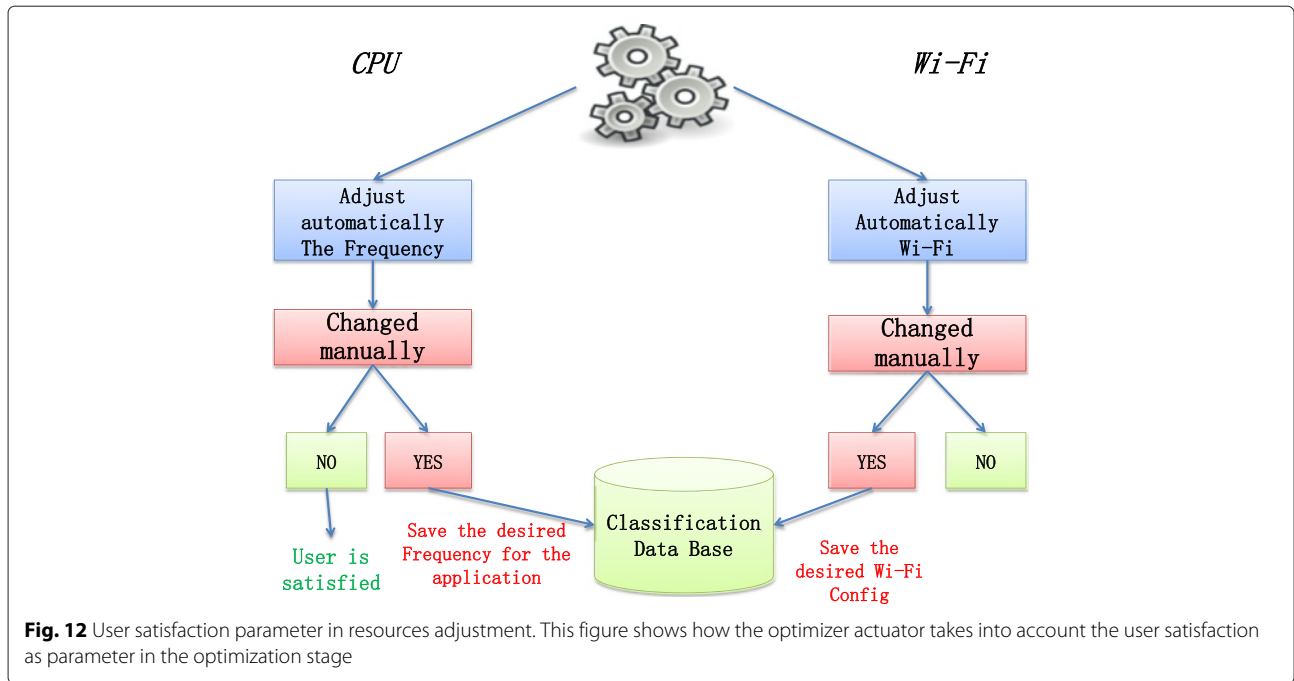 CPU
Wi-Fi
Adjust
automatically
The Frequency
Adjust
Automatically
Wi-Fi
Changed
manually
Changed
manually
NO
YES
YES
NO
User is
satisfied
Save the desired
Frequency for the
application
Classification
Data Base
Save the
desired Wi-Fi
Config
Fig. 12 User satisfaction parameter in resources adjustment. This figure shows how the optimizer actuator takes into account the user satisfaction
as parameter in the optimization stage